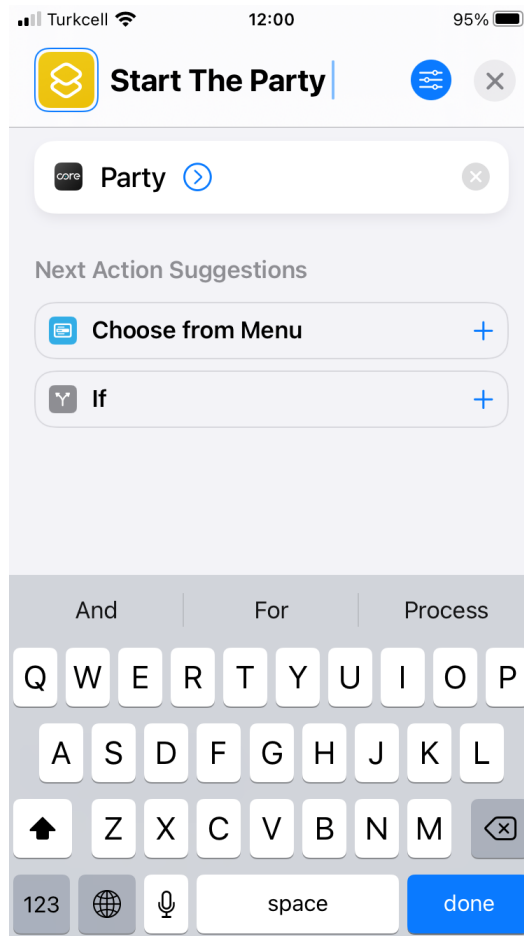 Turkcell 12:00 95%
Start The Party
core Party
Next Action Suggestions
Choose from Menu
If
And For Process
Q W E R T Y U I O P
A S D F G H J K L
Z X C V B N M
123 space done